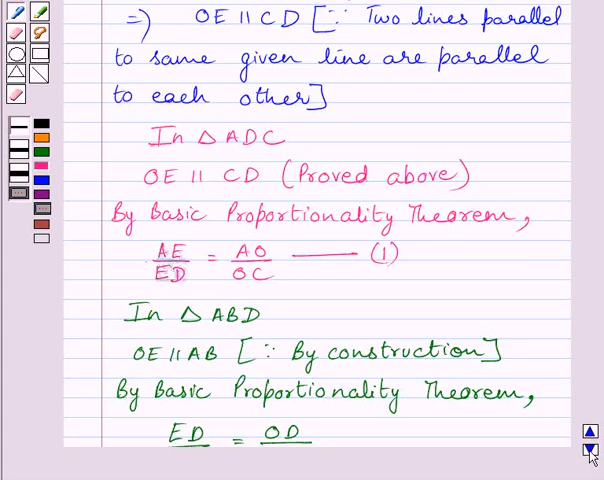 =) OE || CD [∵ Two lines parallel
to same given line are parallel
to each other]
In △ ADC
OE || CD (Proved above)
By Basic Proportionality Theorem,
AE/ED = AO/OC —— (1)
In △ ABD
OE || AB [∵ By construction]
By Basic Proportionality Theorem,
ED = OD